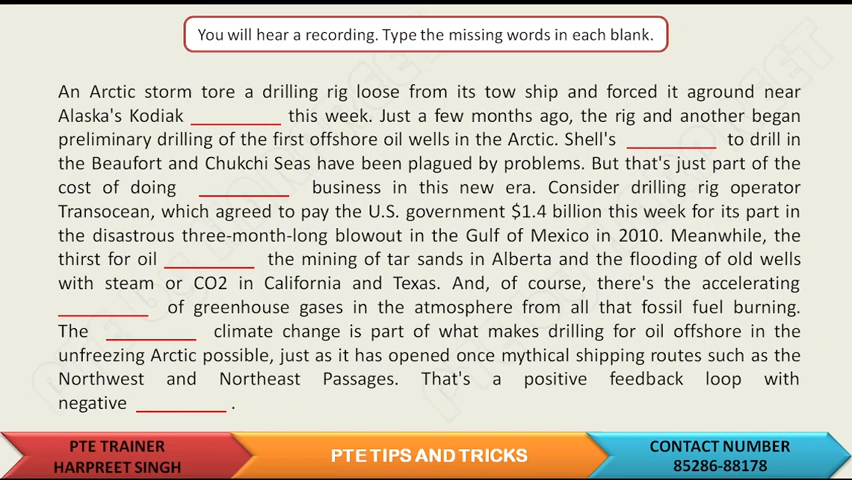 You will hear a recording. Type the missing words in each blank.
An Arctic storm tore a drilling rig loose from its tow ship and forced it aground near
Alaska's Kodiak __________ this week. Just a few months ago, the rig and another began
preliminary drilling of the first offshore oil wells in the Arctic. Shell's __________ to drill in
the Beaufort and Chukchi Seas have been plagued by problems. But that's just part of the
cost of doing __________ business in this new era. Consider drilling rig operator
Transocean, which agreed to pay the U.S. government $1.4 billion this week for its part in
the disastrous three-month-long blowout in the Gulf of Mexico in 2010. Meanwhile, the
thirst for oil __________ the mining of tar sands in Alberta and the flooding of old wells
with steam or CO2 in California and Texas. And, of course, there's the accelerating
__________ of greenhouse gases in the atmosphere from all that fossil fuel burning.
The __________ climate change is part of what makes drilling for oil offshore in the
unfreezing Arctic possible, just as it has opened once mythical shipping routes such as the
Northwest and Northeast Passages. That's a positive feedback loop with
negative __________ .
PTE TRAINER
HARPREET SINGH
PTE TIPS AND TRICKS
CONTACT NUMBER
85286-88178